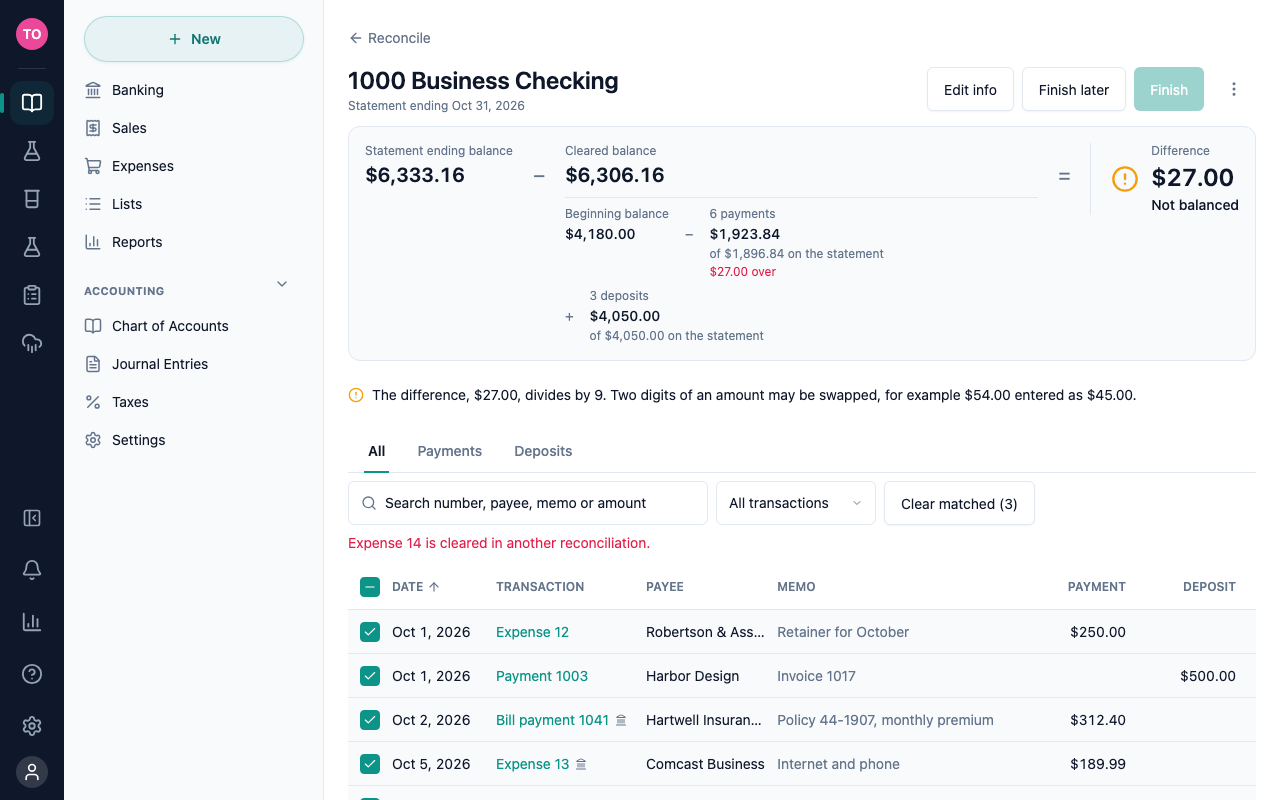 TO
New
Banking
Sales
Expenses
Lists
Reports
ACCOUNTING
Chart of Accounts
Journal Entries
Taxes
Settings
Reconcile
1000 Business Checking
Statement ending Oct 31, 2026
Edit info
Finish later
Finish
Statement ending balance
$6,333.16
–
Cleared balance
$6,306.16
Beginning balance
$4,180.00
–
6 payments
$1,923.84
of $1,896.84 on the statement
$27.00 over
+
3 deposits
$4,050.00
of $4,050.00 on the statement
=
Difference
$27.00
Not balanced
The difference, $27.00, divides by 9. Two digits of an amount may be swapped, for example $54.00 entered as $45.00.
All Payments Deposits
Search number, payee, memo or amount
All transactions
Clear matched (3)
Expense 14 is cleared in another reconciliation.
DATE TRANSACTION PAYEE MEMO PAYMENT DEPOSIT
Oct 1, 2026 Expense 12 Robertson & Ass... Retainer for October $250.00
Oct 1, 2026 Payment 1003 Harbor Design Invoice 1017 $500.00
Oct 2, 2026 Bill payment 1041 Hartwell Insuran... Policy 44-1907, monthly premium $312.40
Oct 5, 2026 Expense 13 Comcast Business Internet and phone $189.99